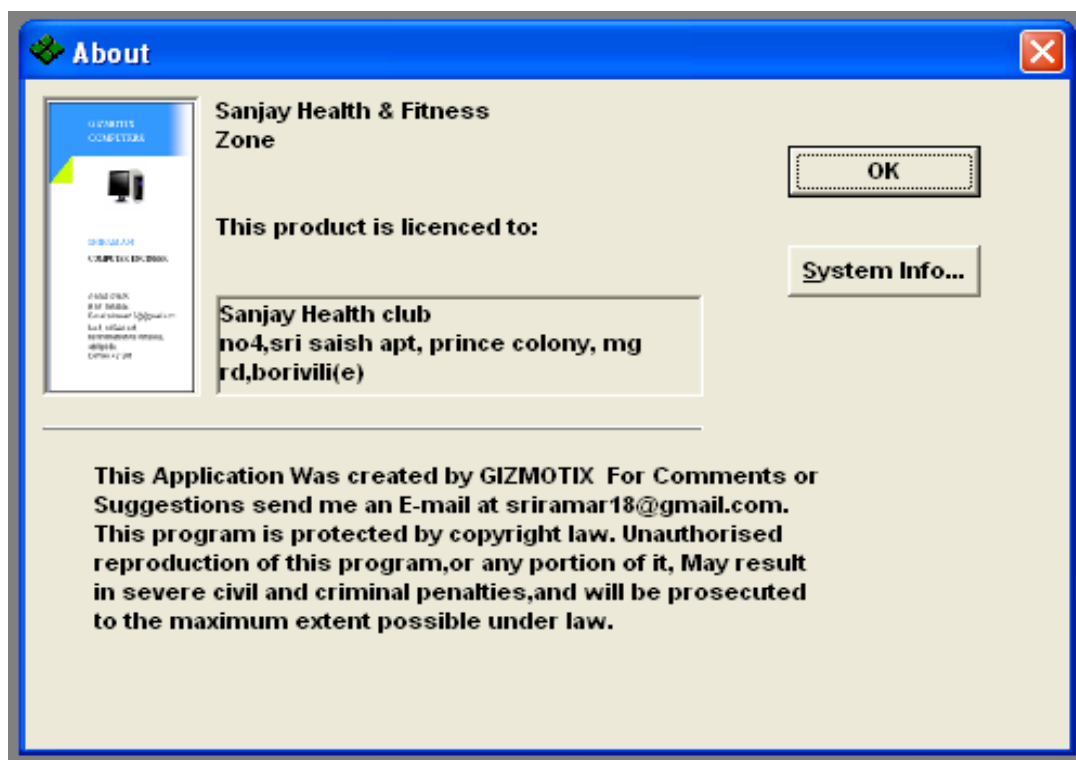 About
GIZMOTIX
COMPUTERS
Sanjay Health & Fitness
Zone
OK
This product is licenced to:
System Info...
SRIRAMAR
Sanjay Health club
no4,sri saish apt, prince colony, mg
rd,borivili(e)
This Application Was created by GIZMOTIX For Comments or
Suggestions send me an E-mail at sriramar18@gmail.com.
This program is protected by copyright law. Unauthorised
reproduction of this program,or any portion of it, May result
in severe civil and criminal penalties,and will be prosecuted
to the maximum extent possible under law.